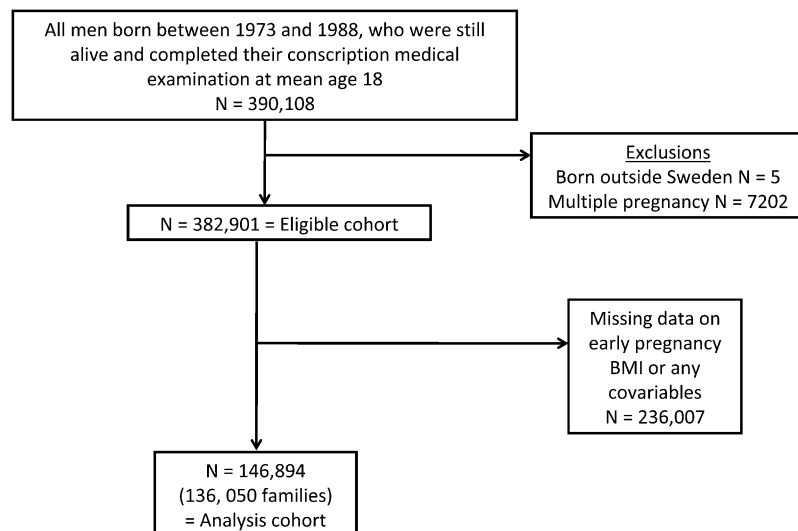 All men born between 1973 and 1988, who were still
alive and completed their conscription medical
examination at mean age 18
N = 390,108
Exclusions
Born outside Sweden N = 5
Multiple pregnancy N = 7202
N = 382,901 = Eligible cohort
Missing data on
early pregnancy
BMI or any
covariables
N = 236,007
N = 146,894
(136, 050 families)
= Analysis cohort